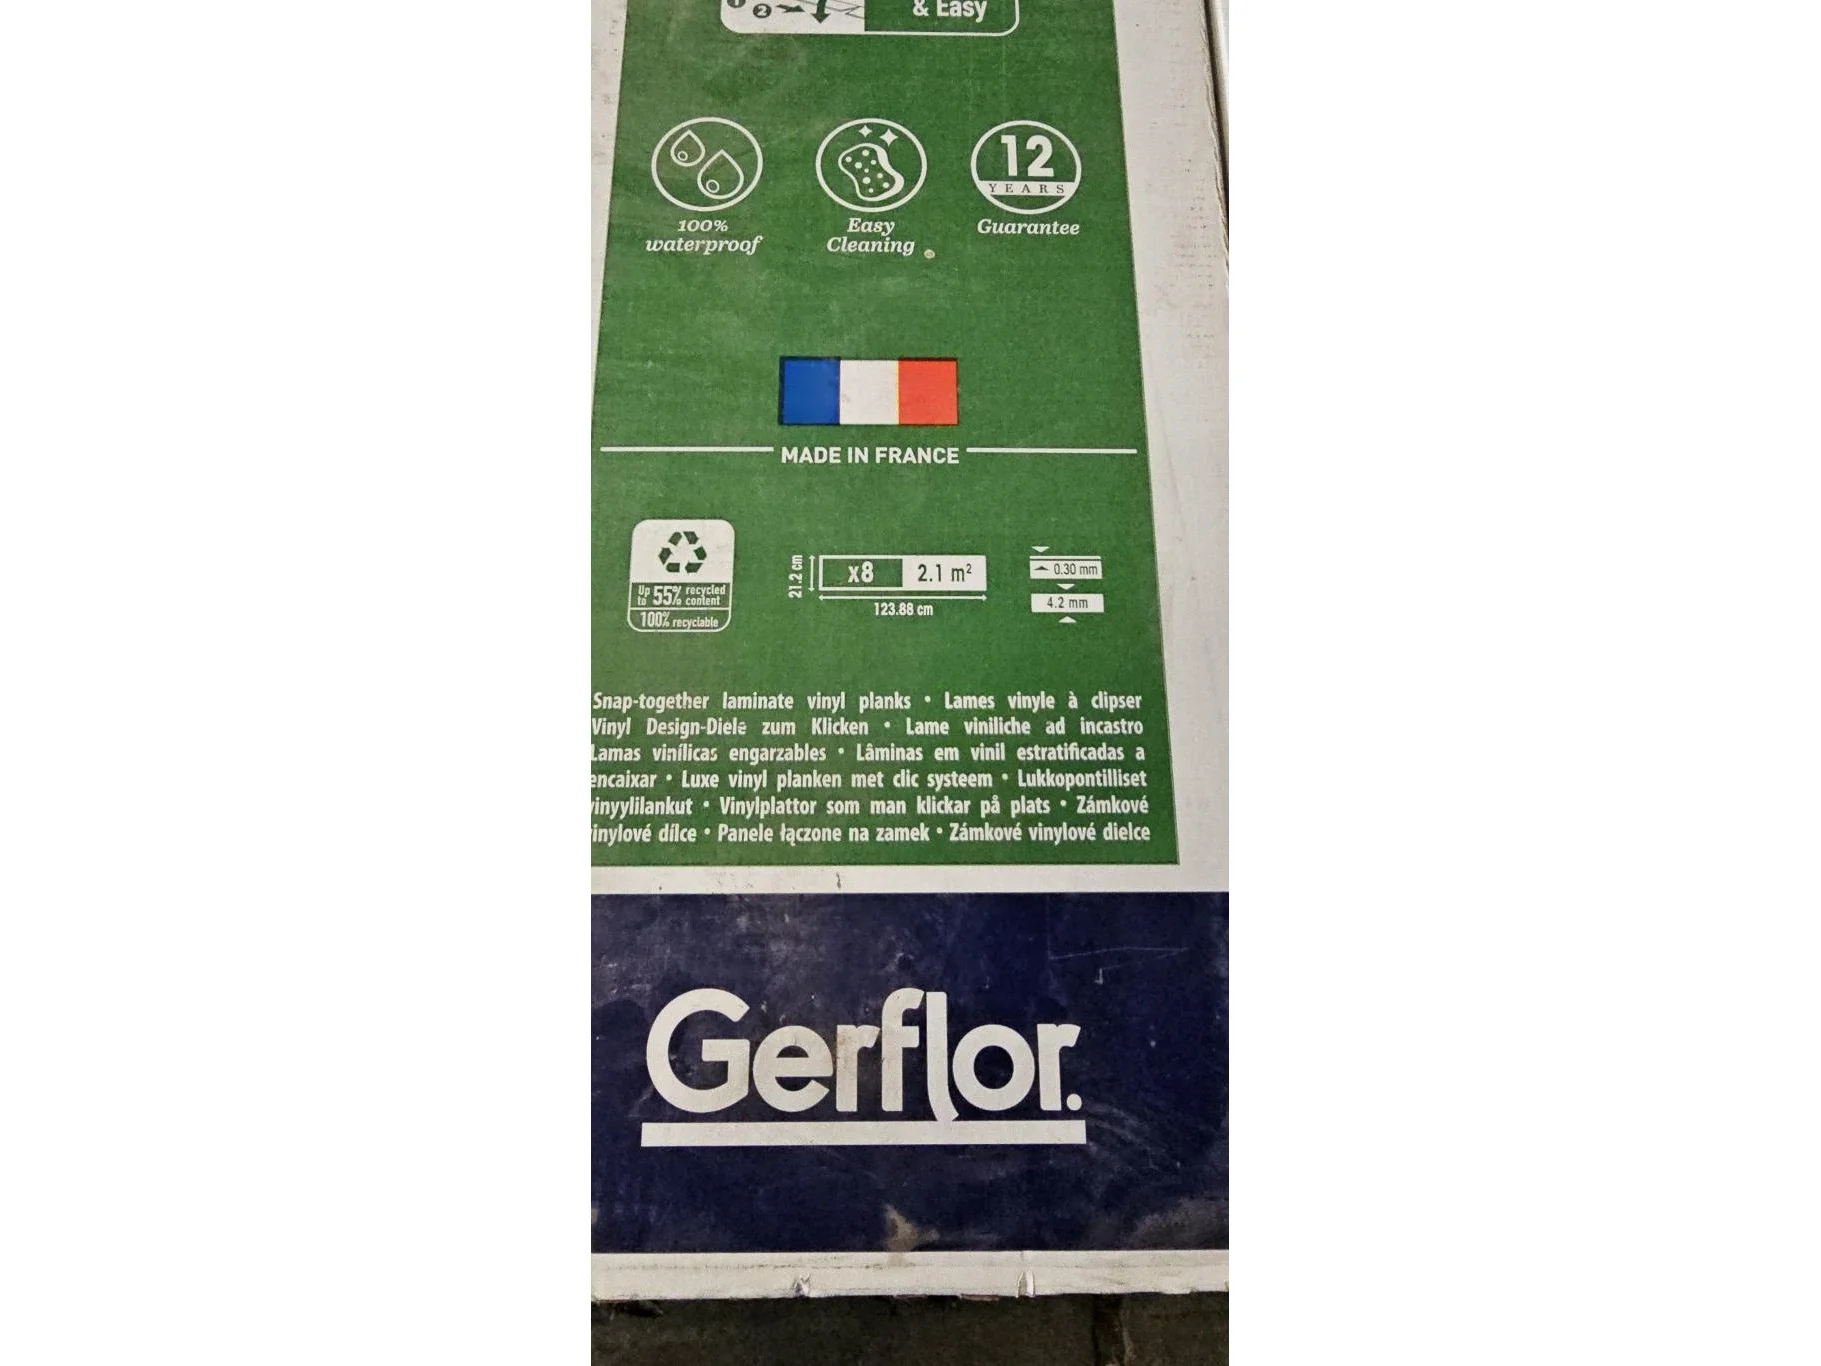 1 2 & Easy
100%
waterproof
Easy
Cleaning
12
YEARS
Guarantee
MADE IN FRANCE
Up to 55% recycled content
100% recyclable
21.2 cm
x8 2.1 m²
123.88 cm
0.30 mm
4.2 mm
Snap-together laminate vinyl planks • Lames vinyle à clipser
Vinyl Design-Diele zum Klicken • Lame viniliche ad incastro
Lamas vinílicas engarzables • Lâminas em vinil estratificadas a
encaixar • Luxe vinyl planken met clic systeem • Lukkopontilliset
vinyylilankut • Vinylplattor som man klickar på plats • Zámkové
vinylové dílce • Panele łączone na zamek • Zámkové vinylové dielce
Gerflor.